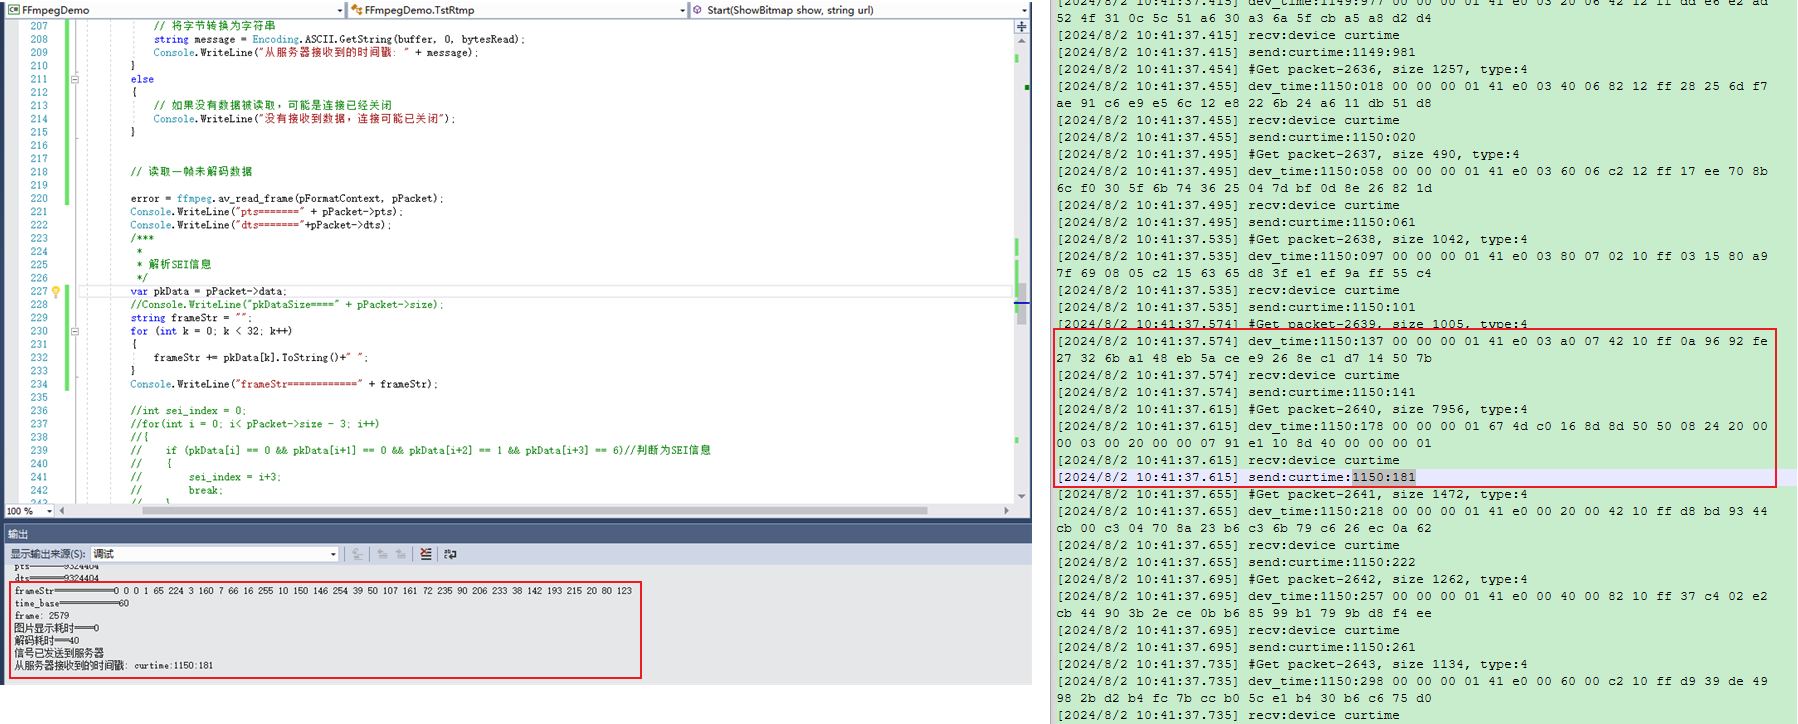 FFmpegDemo
FFmpegDemo.TstRtmp
Start(ShowBitmap show, string url)
207 // 将字节转换为字符串
208 string message = Encoding.ASCII.GetString(buffer, 0, bytesRead);
209 Console.WriteLine("从服务器接收到的时间戳: " + message);
210 }
211 else
212 {
213 // 如果没有数据被读取，可能是连接已经关闭
214 Console.WriteLine("没有接收到数据，连接可能已关闭");
215 }
216
217
218 // 读取一帧未解码数据
219
220 error = ffmpeg.av_read_frame(pFormatContext, pPacket);
221 Console.WriteLine("pts=======" + pPacket->pts);
222 Console.WriteLine("dts======="+pPacket->dts);
223 /***
224 *
225 * 解析SEI信息
226 */
227 var pkData = pPacket->data;
228 //Console.WriteLine("pkDataSize====" + pPacket->size);
229 string frameStr = "";
230 for (int k = 0; k < 32; k++)
231 {
232 frameStr += pkData[k].ToString()+" ";
233 }
234 Console.WriteLine("frameStr============" + frameStr);
235
236 //int sei_index = 0;
237 //for(int i = 0; i< pPacket->size - 3; i++)
238 //{
239 // if (pkData[i] == 0 && pkData[i+1] == 0 && pkData[i+2] == 1 && pkData[i+3] == 6)//判断为SEI信息
240 // {
241 // sei_index = i+3;
242 // break;
100 %
输出
显示输出来源(S): 调试
pts=======9324404
dts=======9324404
frameStr============0 0 0 1 65 224 3 160 7 66 16 255 10 150 146 254 39 50 107 161 72 235 90 206 233 38 142 193 215 20 80 123
time_base============60
frame: 2579
图片显示耗时====0
解码耗时===40
信号已发送到服务器
从服务器接收到的时间戳: curtime:1150:181
[2024/8/2 10:41:37.415] dev_time:1149:977 00 00 00 01 41 e0 03 20 06 42 12 ff dd e6 e2 ad
52 4f 31 0c 5c 51 a6 30 a3 6a 5f cb a5 a8 d2 d4
[2024/8/2 10:41:37.415] recv:device curtime
[2024/8/2 10:41:37.415] send:curtime:1149:981
[2024/8/2 10:41:37.454] #Get packet-2636, size 1257, type:4
[2024/8/2 10:41:37.455] dev_time:1150:018 00 00 00 01 41 e0 03 40 06 82 12 ff 28 25 6d f7
ae 91 c6 e9 e5 6c 12 e8 22 6b 24 a6 11 db 51 d8
[2024/8/2 10:41:37.455] recv:device curtime
[2024/8/2 10:41:37.455] send:curtime:1150:020
[2024/8/2 10:41:37.495] #Get packet-2637, size 490, type:4
[2024/8/2 10:41:37.495] dev_time:1150:058 00 00 00 01 41 e0 03 60 06 c2 12 ff 17 ee 70 8b
6c f0 30 5f 6b 74 36 25 04 7d bf 0d 8e 26 82 1d
[2024/8/2 10:41:37.495] recv:device curtime
[2024/8/2 10:41:37.495] send:curtime:1150:061
[2024/8/2 10:41:37.535] #Get packet-2638, size 1042, type:4
[2024/8/2 10:41:37.535] dev_time:1150:097 00 00 00 01 41 e0 03 80 07 02 10 ff 03 15 80 a9
7f 69 08 05 c2 15 63 65 d8 3f e1 ef 9a ff 55 c4
[2024/8/2 10:41:37.535] recv:device curtime
[2024/8/2 10:41:37.535] send:curtime:1150:101
[2024/8/2 10:41:37.574] #Get packet-2639, size 1005, type:4
[2024/8/2 10:41:37.574] dev_time:1150:137 00 00 00 01 41 e0 03 a0 07 42 10 ff 0a 96 92 fe
27 32 6b a1 48 eb 5a ce e9 26 8e c1 d7 14 50 7b
[2024/8/2 10:41:37.574] recv:device curtime
[2024/8/2 10:41:37.574] send:curtime:1150:141
[2024/8/2 10:41:37.615] #Get packet-2640, size 7956, type:4
[2024/8/2 10:41:37.615] dev_time:1150:178 00 00 00 01 67 4d c0 16 8d 8d 50 50 08 24 20 00
00 03 00 20 00 00 07 91 e1 10 8d 40 00 00 00 01
[2024/8/2 10:41:37.615] recv:device curtime
[2024/8/2 10:41:37.615] send:curtime:1150:181
[2024/8/2 10:41:37.655] #Get packet-2641, size 1472, type:4
[2024/8/2 10:41:37.655] dev_time:1150:218 00 00 00 01 41 e0 00 20 00 42 10 ff d8 bd 93 44
cb 00 c3 04 70 8a 23 b6 c3 6b 79 c6 26 ec 0a 62
[2024/8/2 10:41:37.655] recv:device curtime
[2024/8/2 10:41:37.655] send:curtime:1150:222
[2024/8/2 10:41:37.695] #Get packet-2642, size 1262, type:4
[2024/8/2 10:41:37.695] dev_time:1150:257 00 00 00 01 41 e0 00 40 00 82 10 ff 37 c4 02 e2
cb 44 90 3b 2e ce 0b b6 85 99 b1 79 9b d8 f4 ee
[2024/8/2 10:41:37.695] recv:device curtime
[2024/8/2 10:41:37.695] send:curtime:1150:261
[2024/8/2 10:41:37.735] #Get packet-2643, size 1134, type:4
[2024/8/2 10:41:37.735] dev_time:1150:298 00 00 00 01 41 e0 00 60 00 c2 10 ff d9 39 de 49
98 2b d2 b4 fc 7b cc b0 5c e1 b4 30 b6 c6 75 d0
[2024/8/2 10:41:37.735] recv:device curtime